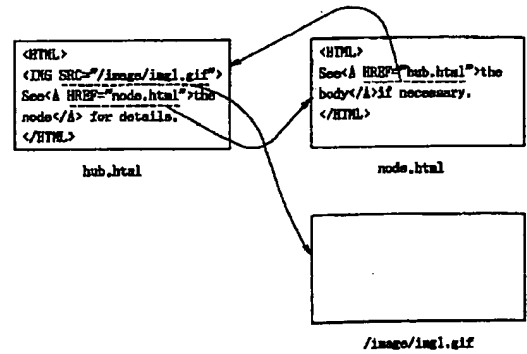 <HTML>
<IMG SRC="/image/img1.gif">
See<A HREF="node.html">the
node</A> for details.
</HTML>
hub.html
<HTML>
See<A HREF="hub.html">the
body</A>if necessary.
</HTML>
node.html
/image/img1.gif